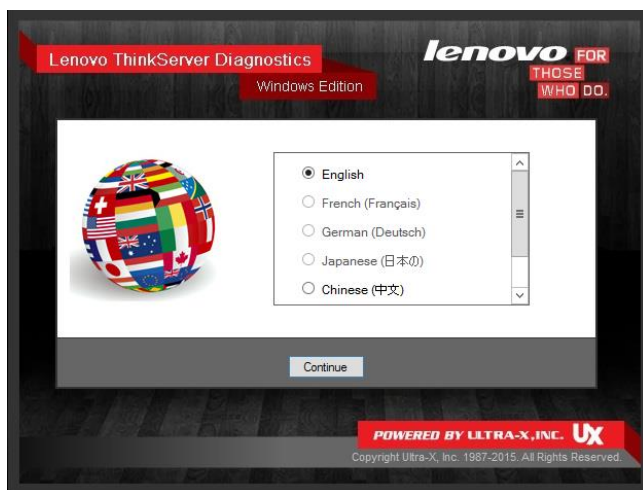 Lenovo ThinkServer Diagnostics
Windows Edition
lenovo FOR
THOSE
WHO DO.
English
French (Français)
German (Deutsch)
Japanese (日本の)
Chinese (中文)
Continue
POWERED BY ULTRA-X, INC. UX
Copyright Ultra-X, Inc. 1987-2015. All Rights Reserved.